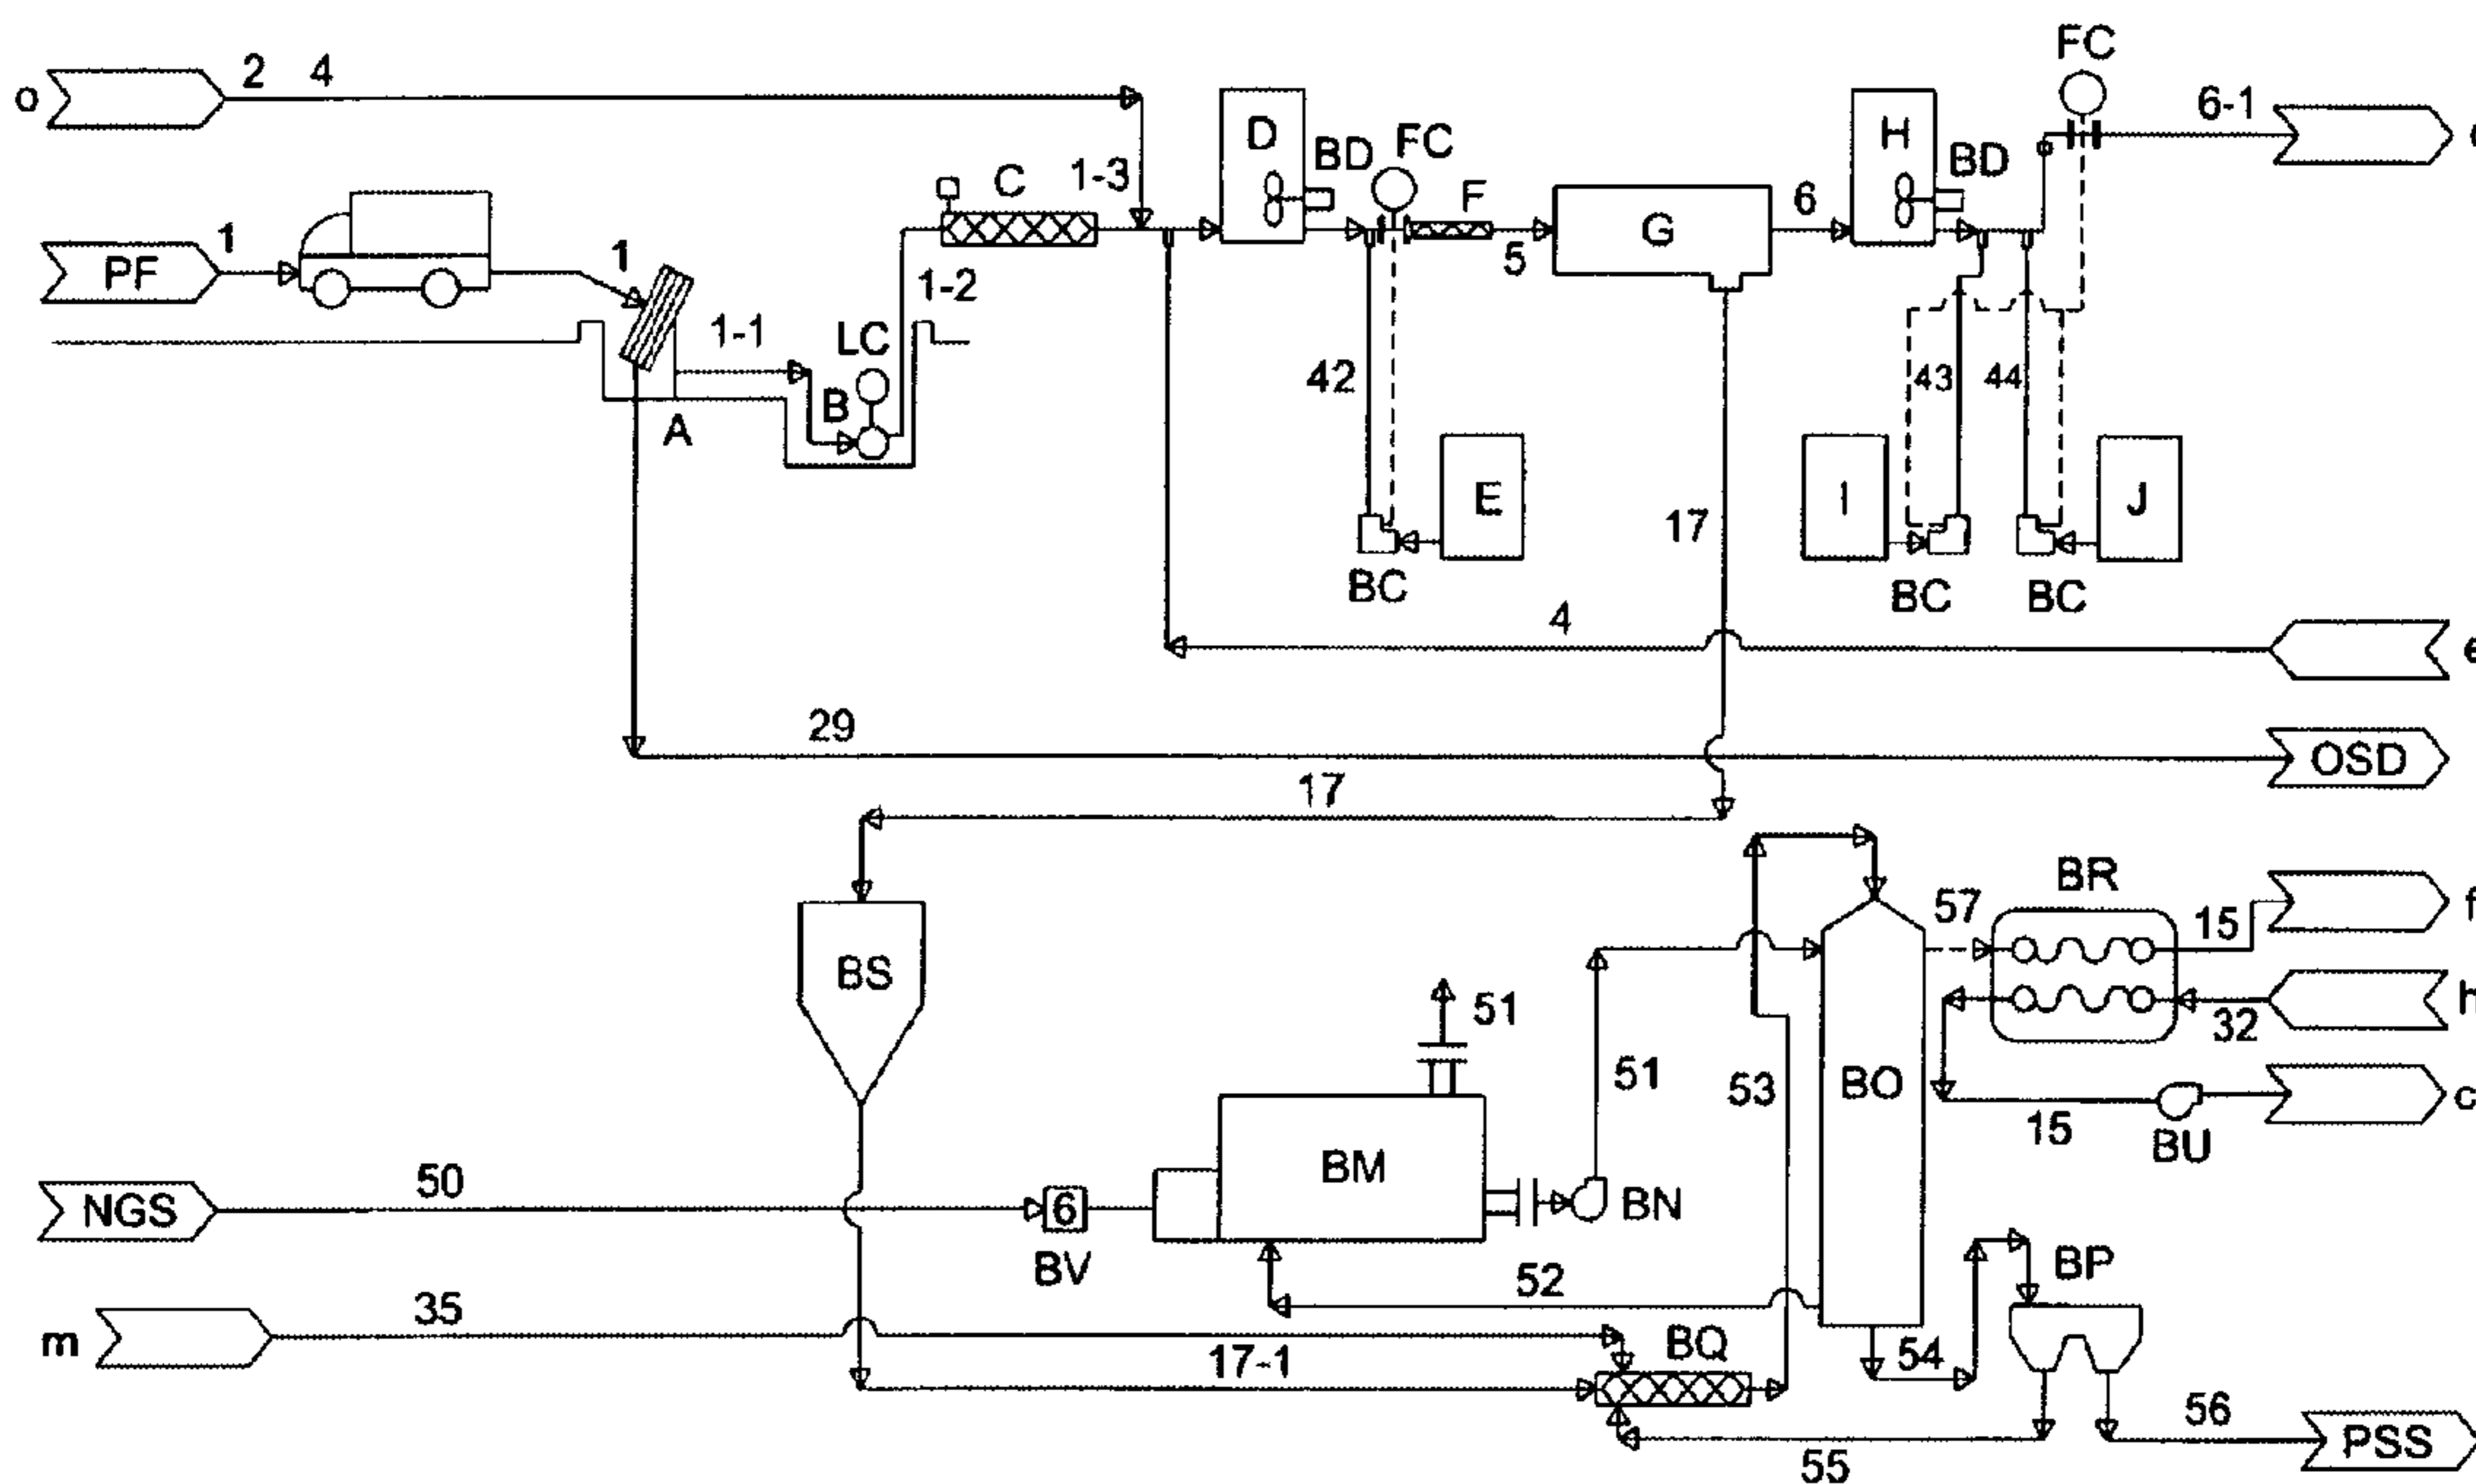 FC
2 4
o
6-1
D
H
BD
FC
BD
C
1-3
F
6
1
PF
1
G
5
1-2
1-1
LC
42
43
44
B
A
E
I
J
17
BC
BC
BC
4
e
29
OSD
17
BR
f
57
15
BS
51
h
32
51
53
BO
c
15
BU
50
BM
NGS
6
BN
BV
52
BP
35
m
BQ
54
17-1
56
PSS
55